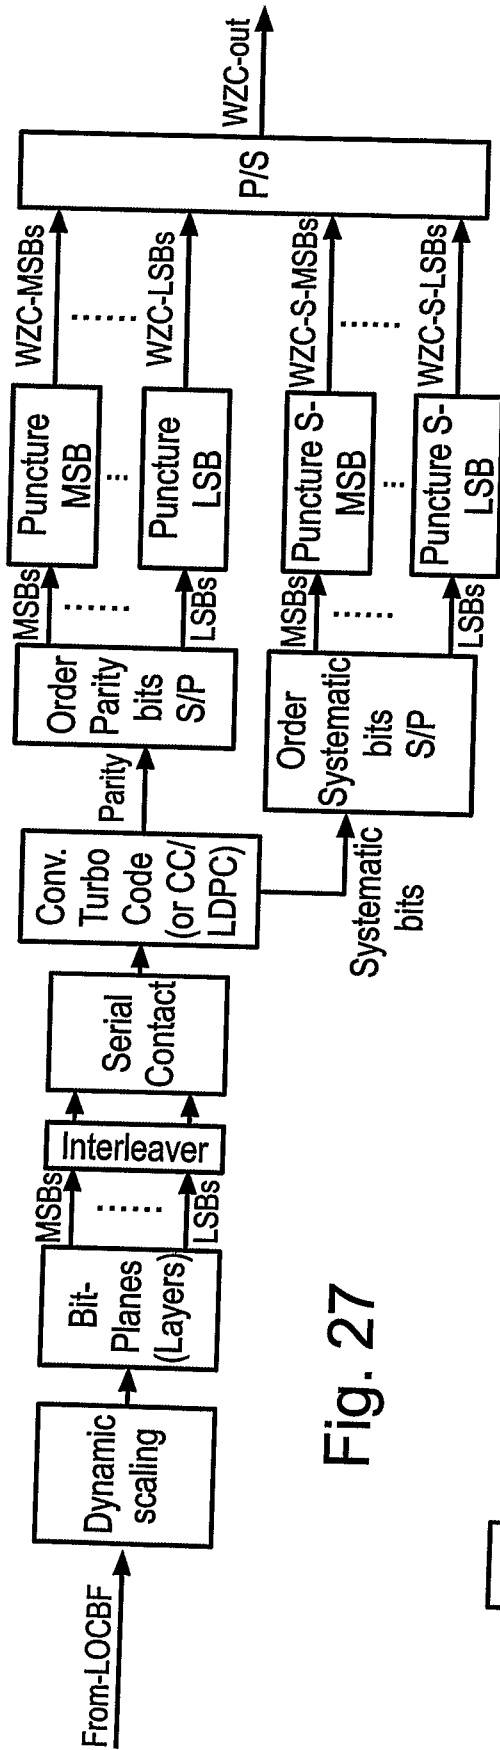 From-LOCBF
Dynamic
scaling
Bit-
Planes
(Layers)
MSBs
LSBs
Interleaver
Serial
Contact
Conv.
Turbo
Code
(or CC/
LDPC)
Parity
Systematic
bits
Order
Parity
bits
S/P
MSBs
LSBs
Puncture
MSB
Puncture
LSB
WZC-MSBs
WZC-LSBs
Order
Systematic
bits
S/P
MSBs
LSBs
Puncture S-
MSB
Puncture S-
LSB
WZC-S-MSBs
WZC-S-LSBs
P/S
WZC-out
Fig. 27